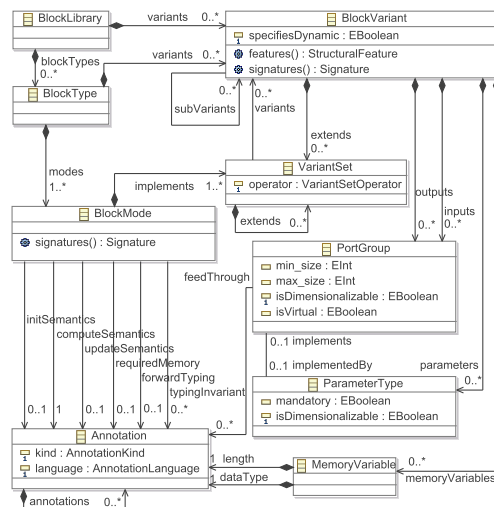 BlockLibrary
variants 0..*
BlockVariant
specifiesDynamic : EBoolean
features() : StructuralFeature
signatures() : Signature
blockTypes
0..*
variants 0..*
BlockType
0..* 0..*
subVariants variants
extends
0..*
modes
1..*
implements 1..*
VariantSet
operator : VariantSetOperator
extends 0..*
outputs
0..*
inputs
0..*
BlockMode
signatures() : Signature
PortGroup
min_size : EInt
max_size : EInt
isDimensionalizable : EBoolean
isVirtual : EBoolean
feedThrough
initSemantics
computeSemantics
updateSemantics
requiredMemory
forwardTyping
typingInvariant
0..1 implements
0..1 implementedBy
parameters
0..*
ParameterType
mandatory : EBoolean
isDimensionalizable : EBoolean
0..1 1 0..1 0..1 0..1 0..*
0..*
Annotation
kind : AnnotationKind
language : AnnotationLanguage
1 length
1 dataType
MemoryVariable
0..*
memoryVariables
annotations 0..*